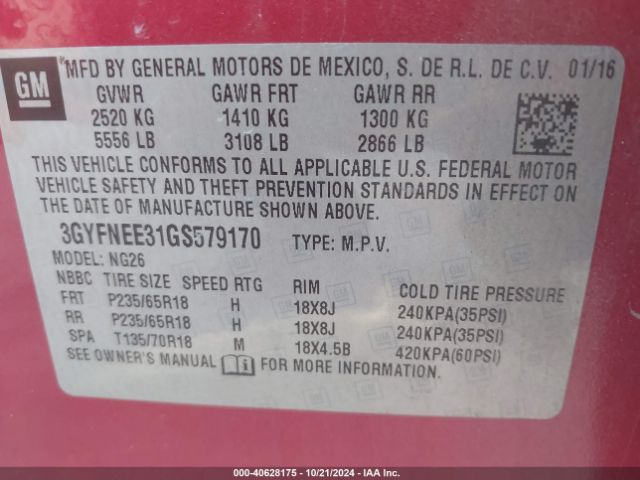 GM
*MFD BY GENERAL MOTORS DE MEXICO, S. DE R.L. DE C.V. 01/16
GVWR GAWR FRT GAWR RR
2520 KG 1410 KG 1300 KG
5556 LB 3108 LB 2866 LB
THIS VEHICLE CONFORMS TO ALL APPLICABLE U.S. FEDERAL MOTOR
VEHICLE SAFETY AND THEFT PREVENTION STANDARDS IN EFFECT ON
THE DATE OF MANUFACTURE SHOWN ABOVE.
3GYFNEE31GS579170 TYPE: M.P.V.
MODEL: NG26
NBBC TIRE SIZE SPEED RTG RIM COLD TIRE PRESSURE
FRT P235/65R18 H 18X8J 240KPA(35PSI)
RR P235/65R18 H 18X8J 240KPA(35PSI)
SPA T135/70R18 M 18X4.5B 420KPA(60PSI)
SEE OWNER'S MANUAL FOR MORE INFORMATION.
000-40628175 - 10/21/2024 - IAAI.COM